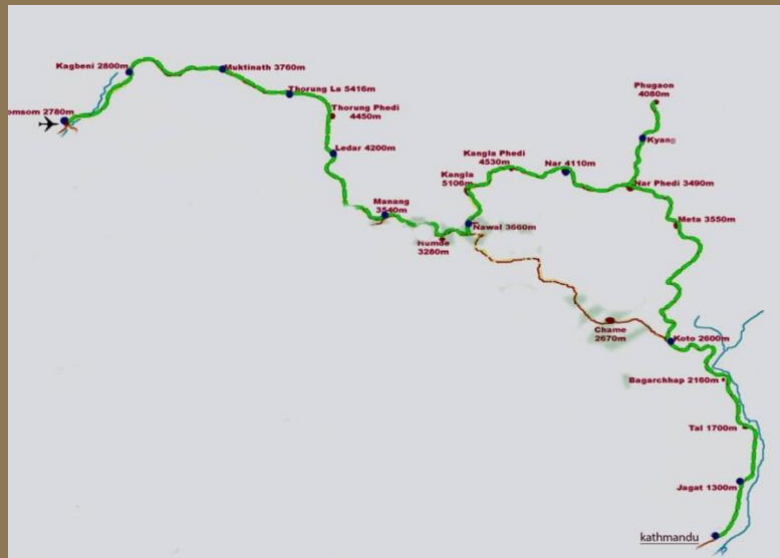 Kagbeni 2800m
Muktinath 3760m
Thorung La 5416m
omsom 2780m
Thorung Phedi
4450m
Ledar 4200m
Manang
3540m
Phugaon
4080m
Kyang
Kangla Phedi
4530m
Nar 4110m
Kangla
5106m
Nar Phedi 3490m
Nawal 3660m
Humde
3280m
Meta 3550m
Chame
2670m
Koto 2600m
Bagarchhap 2160m
Tal 1700m
Jagat 1300m
kathmandu